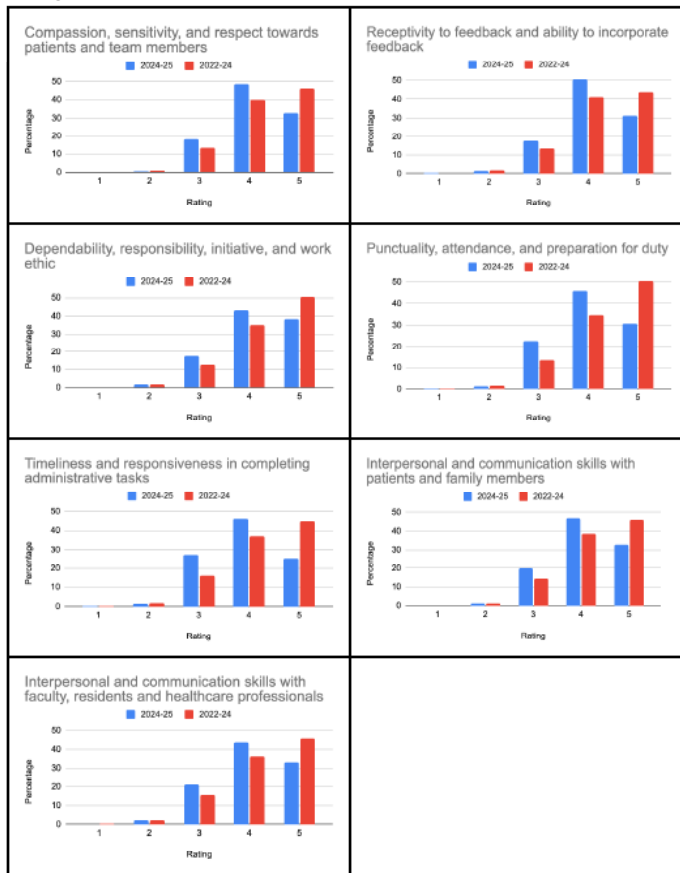 Compassion, sensitivity, and respect towards
patients and team members
2024-25 2022-24
50
40
30
20
10
0
Percentage
1 2 3 4 5
Rating
Receptivity to feedback and ability to incorporate
feedback
2024-25 2022-24
50
40
30
20
10
0
Percentage
1 2 3 4 5
Rating
Dependability, responsibility, initiative, and work
ethic
2024-25 2022-24
50
40
30
20
10
0
Percentage
1 2 3 4 5
Rating
Punctuality, attendance, and preparation for duty
2024-25 2022-24
50
40
30
20
10
0
Percentage
1 2 3 4 5
Rating
Timeliness and responsiveness in completing
administrative tasks
2024-25 2022-24
50
40
30
20
10
0
Percentage
1 2 3 4 5
Rating
Interpersonal and communication skills with
patients and family members
2024-25 2022-24
50
40
30
20
10
0
Percentage
1 2 3 4 5
Rating
Interpersonal and communication skills with
faculty, residents and healthcare professionals
2024-25 2022-24
50
40
30
20
10
0
Percentage
1 2 3 4 5
Rating